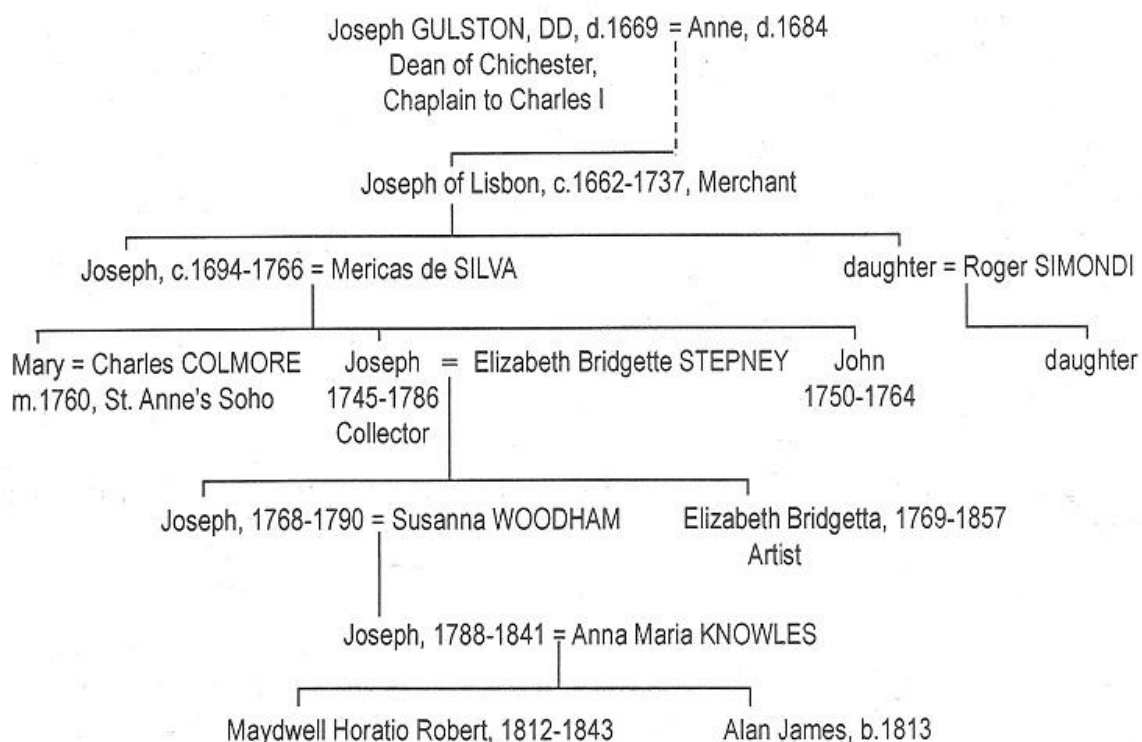 Joseph GULSTON, DD, d.1669 = Anne, d.1684
Dean of Chichester,
Chaplain to Charles I
Joseph of Lisbon, c.1662-1737, Merchant
Joseph, c.1694-1766 = Mericas de SILVA
daughter = Roger SIMONDI
Mary = Charles COLMORE
m.1760, St. Anne's Soho
Joseph = Elizabeth Bridgette STEPNEY
1745-1786
Collector
John
1750-1764
daughter
Joseph, 1768-1790 = Susanna WOODHAM
Elizabeth Bridgetta, 1769-1857
Artist
Joseph, 1788-1841 = Anna Maria KNOWLES
Maydwell Horatio Robert, 1812-1843
Alan James, b.1813